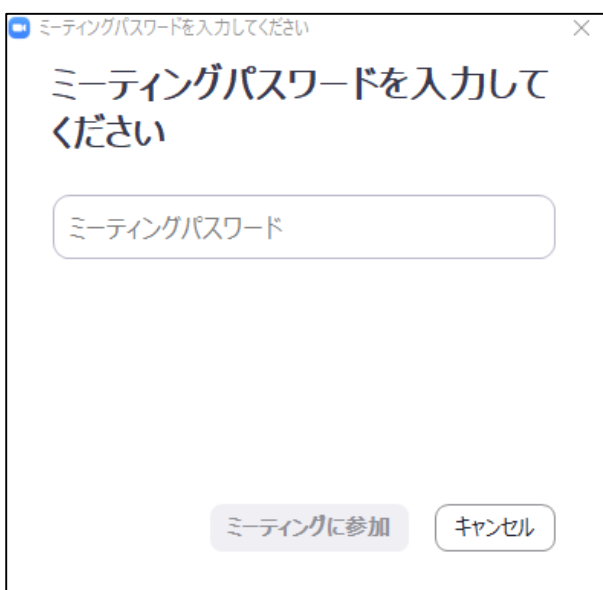 ミーティングパスワードを入力してください
ミーティングパスワードを入力して
ください
ミーティングパスワード
ミーティングに参加
キャンセル